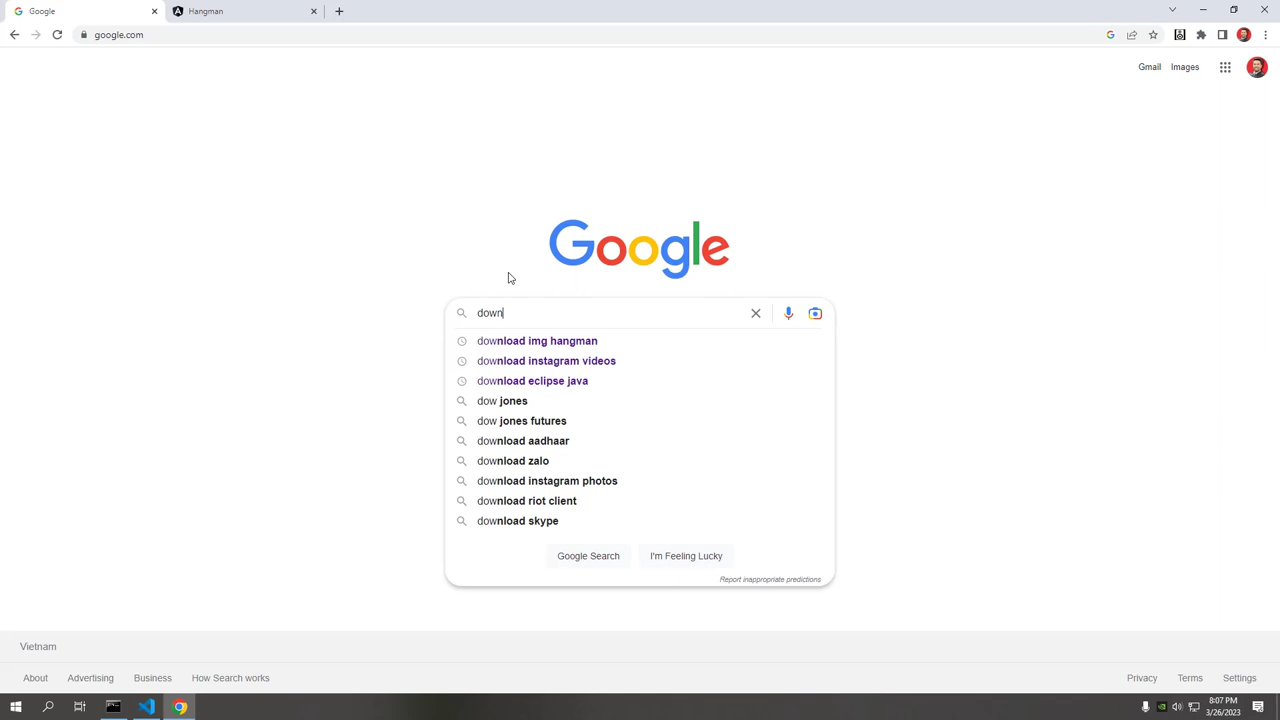 Google
Hangman
google.com
Gmail
Images
Google
down
download img hangman
download instagram videos
download eclipse java
dow jones
dow jones futures
download aadhaar
download zalo
download instagram photos
download riot client
download skype
Google Search
I'm Feeling Lucky
Report inappropriate predictions
Vietnam
About
Advertising
Business
How Search works
Privacy
Terms
Settings
8:07 PM
3/26/2023